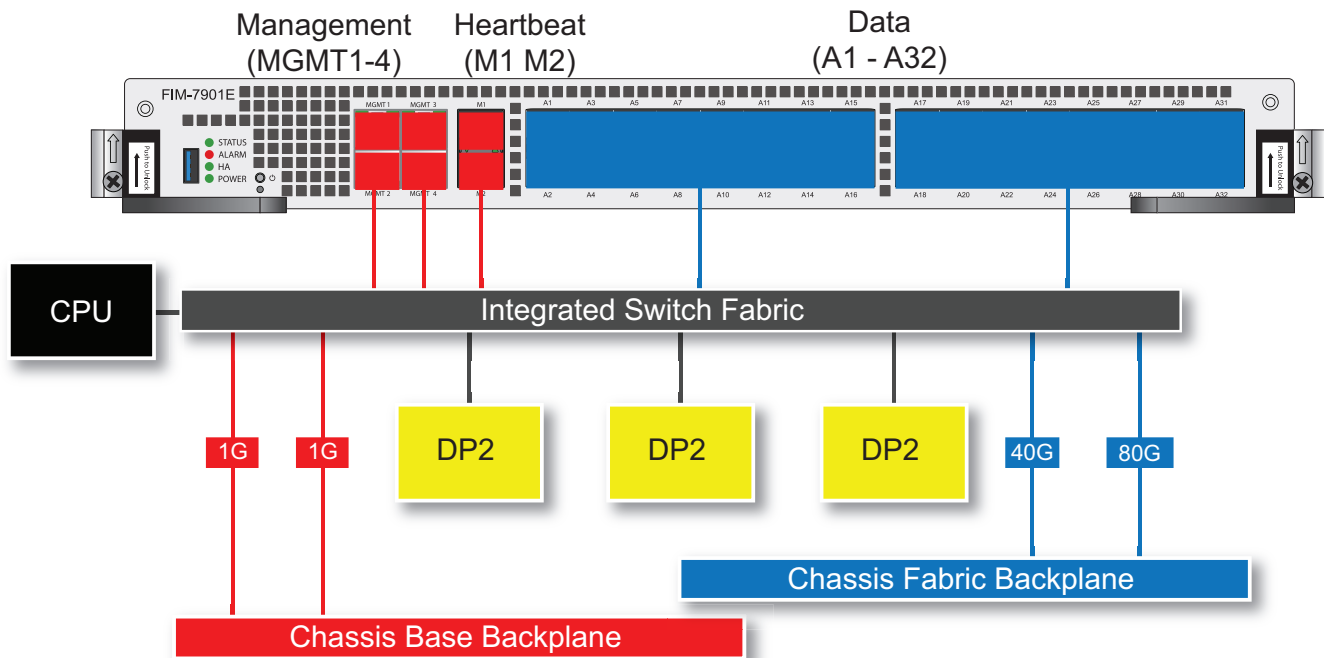 Management
(MGMT1-4)
Heartbeat
(M1 M2)
Data
(A1 - A32)
FIM-7901E
STATUS
ALARM
HA
POWER
MGMT 1 MGMT 3
MGMT 2 MGMT 4
M1
M2
A1 A3 A5 A7 A9 A11 A13 A15
A2 A4 A6 A8 A10 A12 A14 A16
A17 A19 A21 A23 A25 A27 A29 A31
A18 A20 A22 A24 A26 A28 A30 A32
Push to Unlock
Push to Unlock
CPU
Integrated Switch Fabric
1G
1G
DP2
DP2
DP2
40G
80G
Chassis Fabric Backplane
Chassis Base Backplane